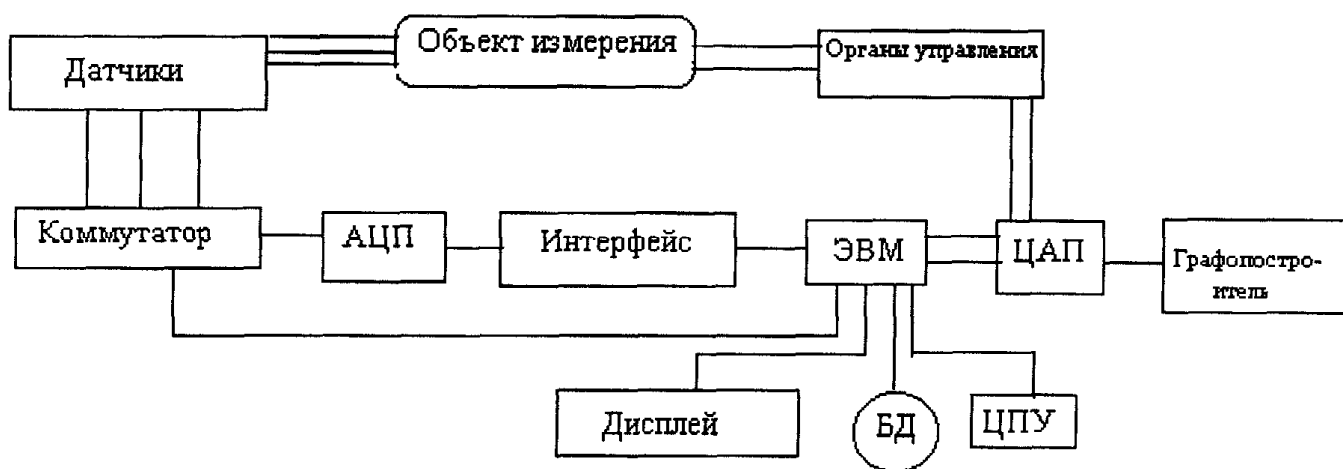 Объект измерения
Органы управления
Датчики
Коммутатор
АЦП
Интерфейс
ЭВМ
ЦАП
Графопостро-
итель
Дисплей
БД
ЦПУ